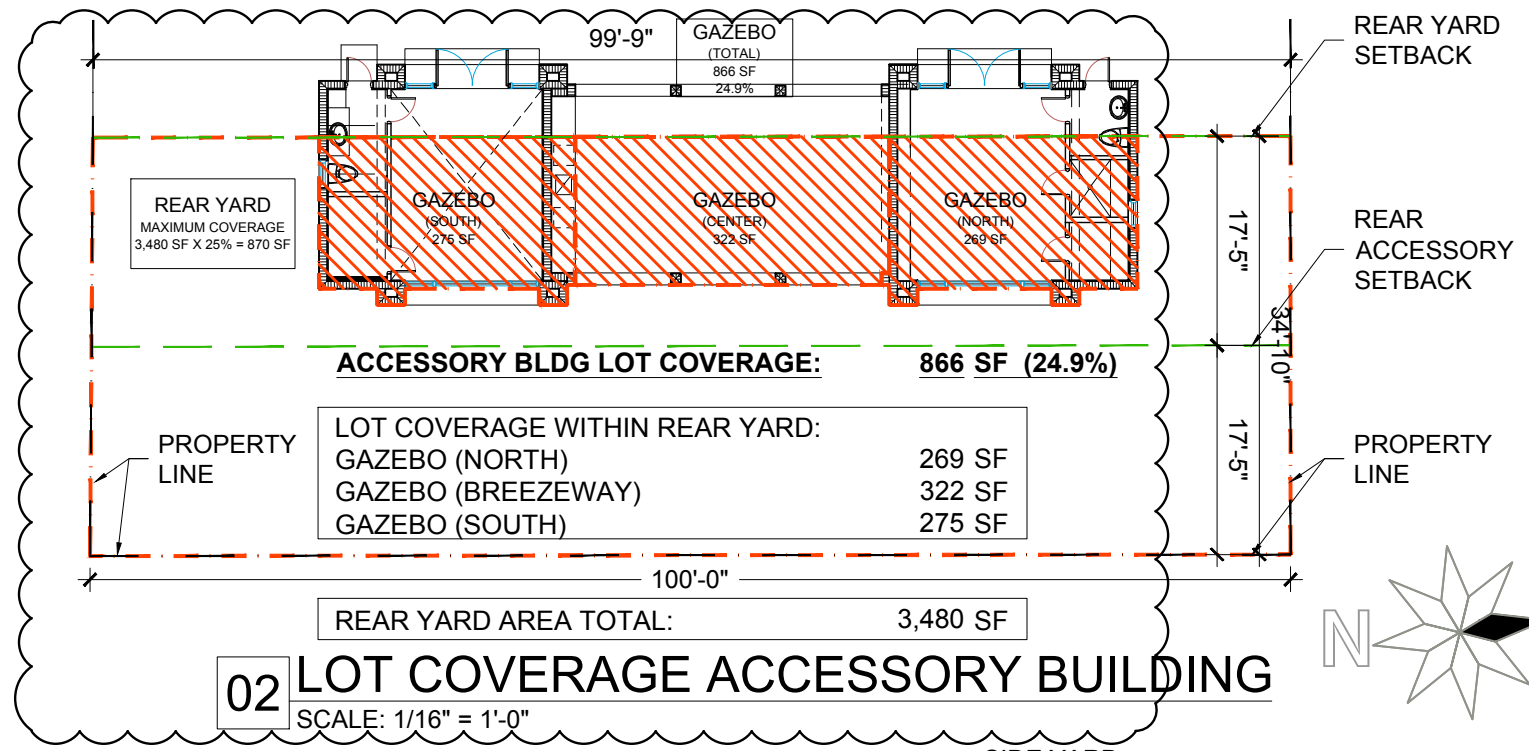 99'-9"
GAZEBO
(TOTAL)
866 SF
24.9%
REAR YARD
SETBACK
REAR YARD
MAXIMUM COVERAGE
3,480 SF X 25% = 870 SF
GAZEBO
(SOUTH)
275 SF
GAZEBO
(CENTER)
322 SF
GAZEBO
(NORTH)
269 SF
17'-5"
REAR
ACCESSORY
SETBACK
34'-10"
ACCESSORY BLDG LOT COVERAGE: 866 SF (24.9%)
PROPERTY
LINE
LOT COVERAGE WITHIN REAR YARD:
GAZEBO (NORTH) 269 SF
GAZEBO (BREEZEWAY) 322 SF
GAZEBO (SOUTH) 275 SF
17'-5"
PROPERTY
LINE
100'-0"
REAR YARD AREA TOTAL: 3,480 SF
N
02 LOT COVERAGE ACCESSORY BUILDING
SCALE: 1/16" = 1'-0"